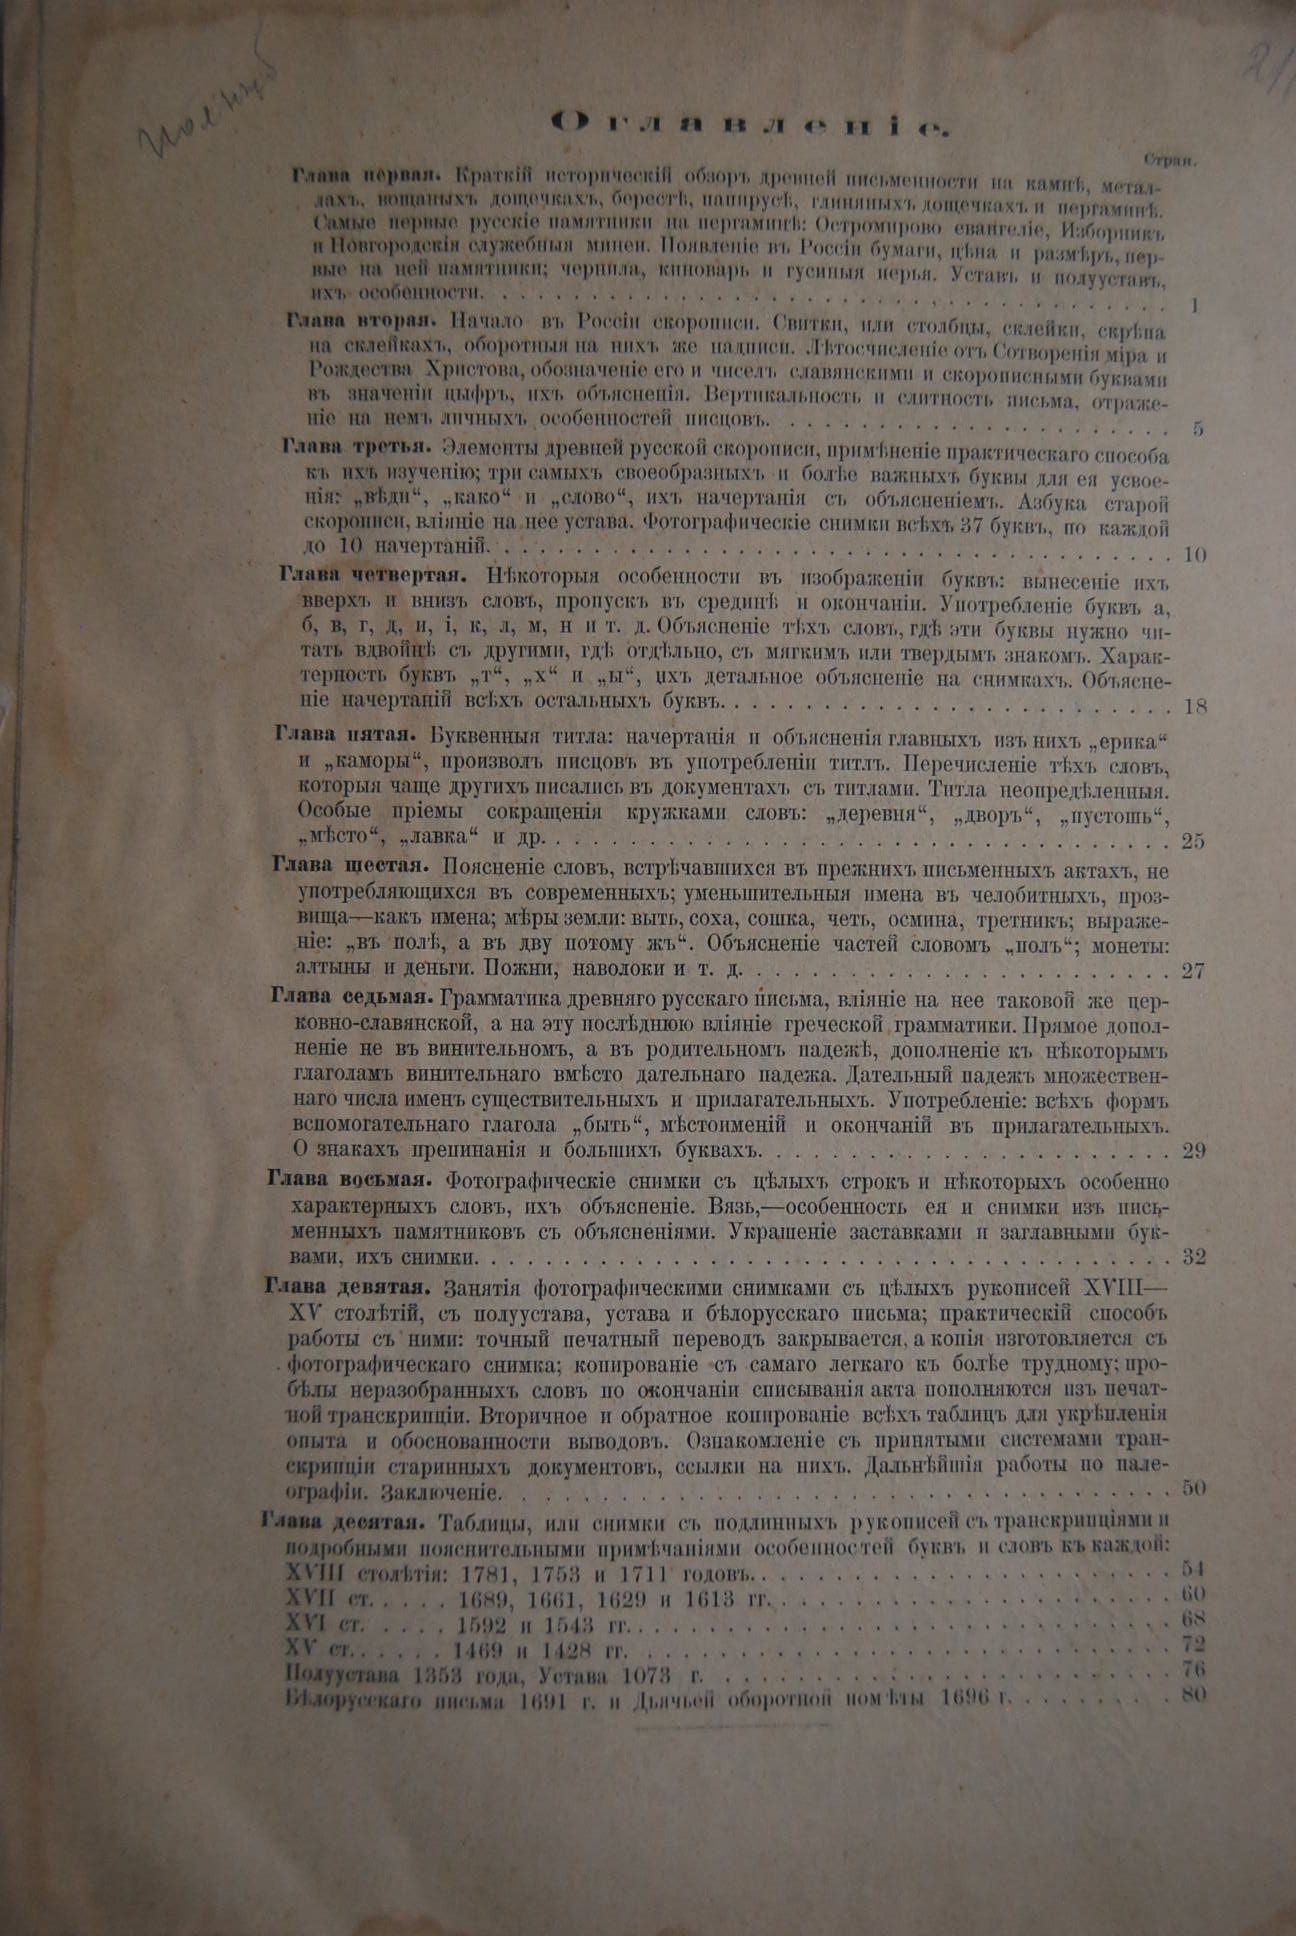 Оглавленіе.
Стран.
Глава первая. Краткій историческій обзоръ древней письменности на камнѣ, метал-
лахъ, вощаныхъ дощечкахъ, берестѣ, папирусѣ, глиняныхъ дощечкахъ и пергаминѣ.
Самые первые русскіе памятники на пергаминѣ: Остромирово евангеліе, Изборникъ
и Новгородскія служебныя минеи. Появленіе въ Россіи бумаги, цѣна и размѣръ, пер-
вые на ней памятники; чернила, киноварь и гусиныя перья. Уставъ и полууставъ,
ихъ особенности. 1
Глава вторая. Начало въ Россіи скорописи. Свитки, или столбцы, склейки, скрѣпа
на склейкахъ, оборотныя на нихъ же надписи. Лѣтосчисленіе отъ Сотворенія міра и
Рождества Христова, обозначеніе его и чиселъ славянскими и скорописными буквами
въ значеніи цыфръ, ихъ объясненія. Вертикальность и слитность письма, отраже-
ніе на немъ личныхъ особенностей писцовъ. 5
Глава третья. Элементы древней русской скорописи, примѣненіе практическаго способа
къ ихъ изученію; три самыхъ своеобразныхъ и болѣе важныхъ буквы для ея усвое-
нія: „вѣди“, „како“ и „слово“, ихъ начертанія съ объясненіемъ. Азбука старой
скорописи, вліяніе на нее устава. Фотографическіе снимки всѣхъ 37 буквъ, по каждой
до 10 начертаній. 10
Глава четвертая. Нѣкоторыя особенности въ изображеніи буквъ: вынесеніе ихъ
вверхъ и внизъ словъ, пропускъ въ срединѣ и окончаніи. Употребленіе буквъ а,
б, в, г, д, и, і, к, л, м, н и т. д. Объясненіе тѣхъ словъ, гдѣ эти буквы нужно чи-
тать вдвойнѣ съ другими, гдѣ отдѣльно, съ мягкимъ или твердымъ знакомъ. Харак-
терность буквъ „т“, „х“ и „ы“, ихъ детальное объясненіе на снимкахъ. Объясне-
ніе начертаній всѣхъ остальныхъ буквъ. 18
Глава пятая. Буквенныя титла: начертанія и объясненія главныхъ изъ нихъ „ерика“
и „каморы“, произволъ писцовъ въ употребленіи титлъ. Перечисленіе тѣхъ словъ,
которыя чаще другихъ писались въ документахъ съ титлами. Титла неопредѣленныя.
Особые пріемы сокращенія кружками словъ: „деревня“, „дворъ“, „пустошь“,
„мѣсто“, „лавка“ и др. 25
Глава шестая. Поясненіе словъ, встрѣчавшихся въ прежнихъ письменныхъ актахъ, не
употребляющихся въ современныхъ; уменьшительныя имена въ челобитныхъ, проз-
вища—какъ имена; мѣры земли: выть, соха, сошка, четь, осмина, третникъ; выраже-
ніе: „въ полѣ, а въ дву потому жъ“. Объясненіе частей словомъ „полъ“; монеты:
алтыны и деньги. Пожни, наволоки и т. д. 27
Глава седьмая. Грамматика древняго русскаго письма, вліяніе на нее таковой же цер-
ковно-славянской, а на эту послѣднюю вліяніе греческой грамматики. Прямое допол-
неніе не въ винительномъ, а въ родительномъ падежѣ, дополненіе къ нѣкоторымъ
глаголамъ винительнаго вмѣсто дательнаго падежа. Дательный падежъ множествен-
наго числа именъ существительныхъ и прилагательныхъ. Употребленіе: всѣхъ формъ
вспомогательнаго глагола „быть“, мѣстоименій и окончаній въ прилагательныхъ.
О знакахъ препинанія и большихъ буквахъ. 29
Глава восьмая. Фотографическіе снимки съ цѣлыхъ строкъ и нѣкоторыхъ особенно
характерныхъ словъ, ихъ объясненіе. Вязь,—особенность ея и снимки изъ пись-
менныхъ памятниковъ съ объясненіями. Украшеніе заставками и заглавными бук-
вами, ихъ снимки. 32
Глава девятая. Занятія фотографическими снимками съ цѣлыхъ рукописей XVIII—
XV столѣтій, съ полуустава, устава и бѣлорусскаго письма; практическій способъ
работы съ ними: точный печатный переводъ закрывается, а копія изготовляется съ
фотографическаго снимка; копированіе съ самаго легкаго къ болѣе трудному; про-
бѣлы неразобранныхъ словъ по окончаніи списыванія акта пополняются изъ печат-
ной транскрипціи. Вторичное и обратное копированіе всѣхъ таблицъ для укрѣпленія
опыта и обоснованности выводовъ. Ознакомленіе съ принятыми системами тран-
скрипціи старинныхъ документовъ, ссылки на нихъ. Дальнѣйшія работы по пале-
ографіи. Заключеніе. 50
Глава десятая. Таблицы, или снимки съ подлинныхъ рукописей съ транскрипціями и
подробными пояснительными примѣчаніями особенностей буквъ и словъ къ каждой:
XVIII столѣтія: 1781, 1753 и 1711 годовъ. 54
XVII ст. 1689, 1661, 1629 и 1613 гг. 60
XVI ст. 1592 и 1543 гг. 68
XV ст. 1469 и 1428 гг. 72
Полуустава 1353 года, Устава 1073 г. 76
Бѣлорусскаго письма 1691 г. и Дьячьей оборотной помѣты 1696 г. 80